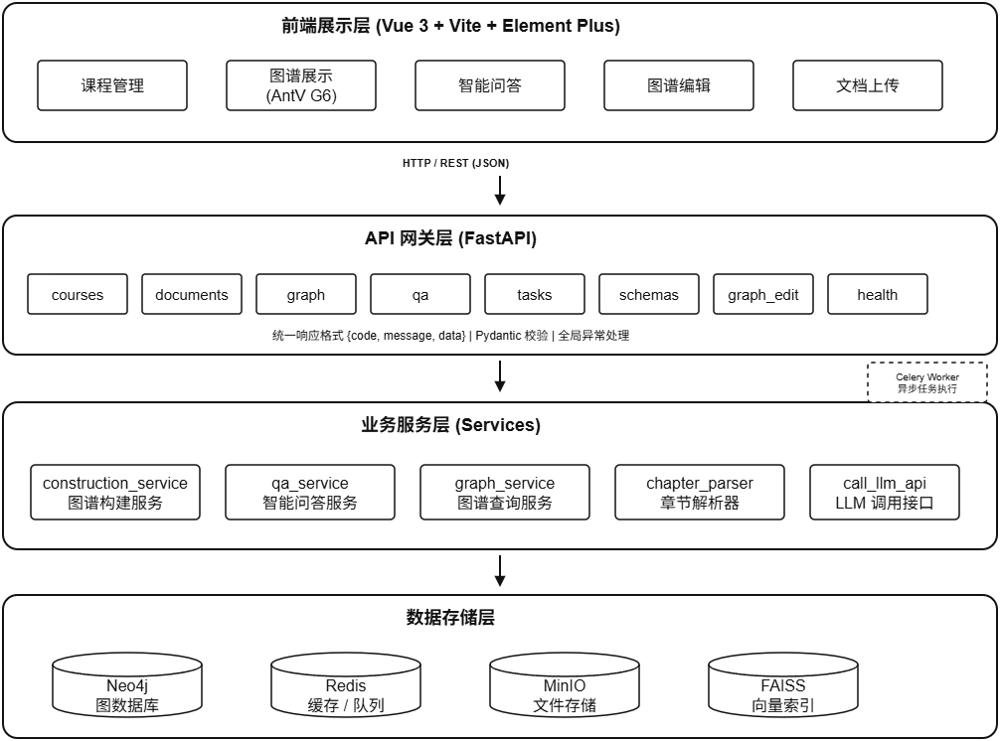 前端展示层 (Vue 3 + Vite + Element Plus)
课程管理
图谱展示
(AntV G6)
智能问答
图谱编辑
文档上传
HTTP / REST (JSON)
API 网关层 (FastAPI)
courses
documents
graph
qa
tasks
schemas
graph_edit
health
统一响应格式 {code, message, data} | Pydantic 校验 | 全局异常处理
Celery Worker
异步任务执行
业务服务层 (Services)
construction_service
图谱构建服务
qa_service
智能问答服务
graph_service
图谱查询服务
chapter_parser
章节解析器
call_llm_api
LLM 调用接口
数据存储层
Neo4j
图数据库
Redis
缓存 / 队列
MinIO
文件存储
FAISS
向量索引